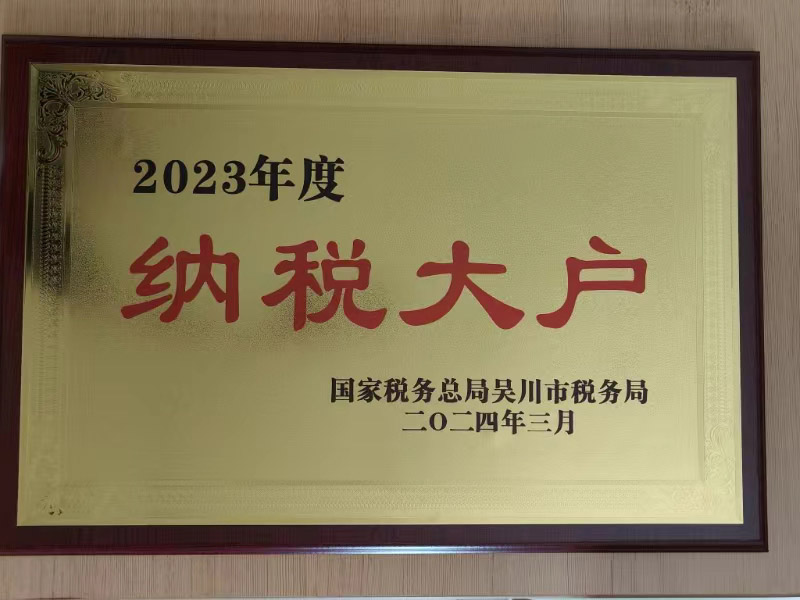 2023年度
纳税大户
国家税务总局吴川市税务局
二〇二四年三月